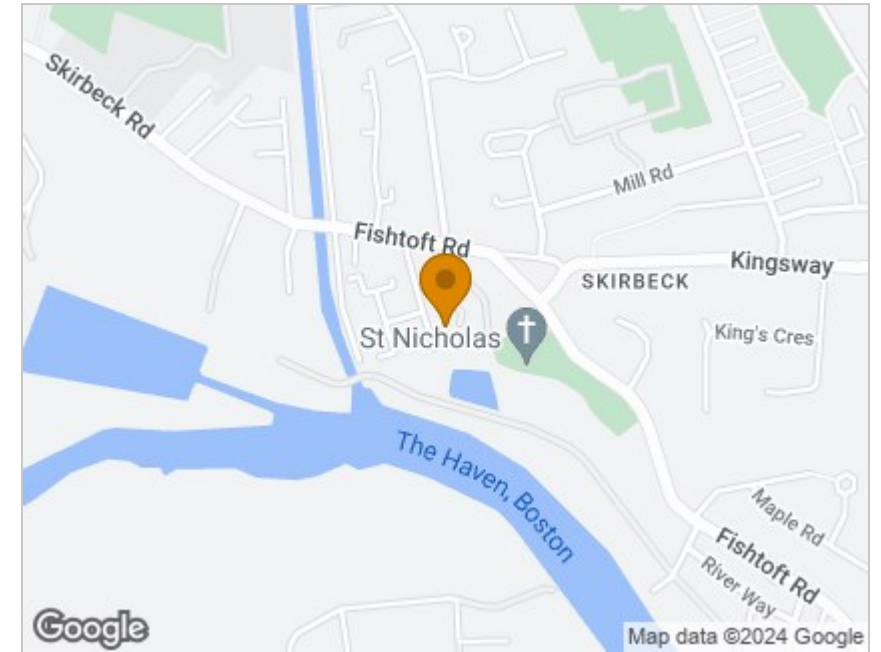 Skirbeck Rd
Mill Rd
Fishtoft Rd
Kingsway
SKIRBECK
St Nicholas
King's Cres
The Haven, Boston
Maple Rd
Fishtoft Rd
River Way
Google
Map data ©2024 Google